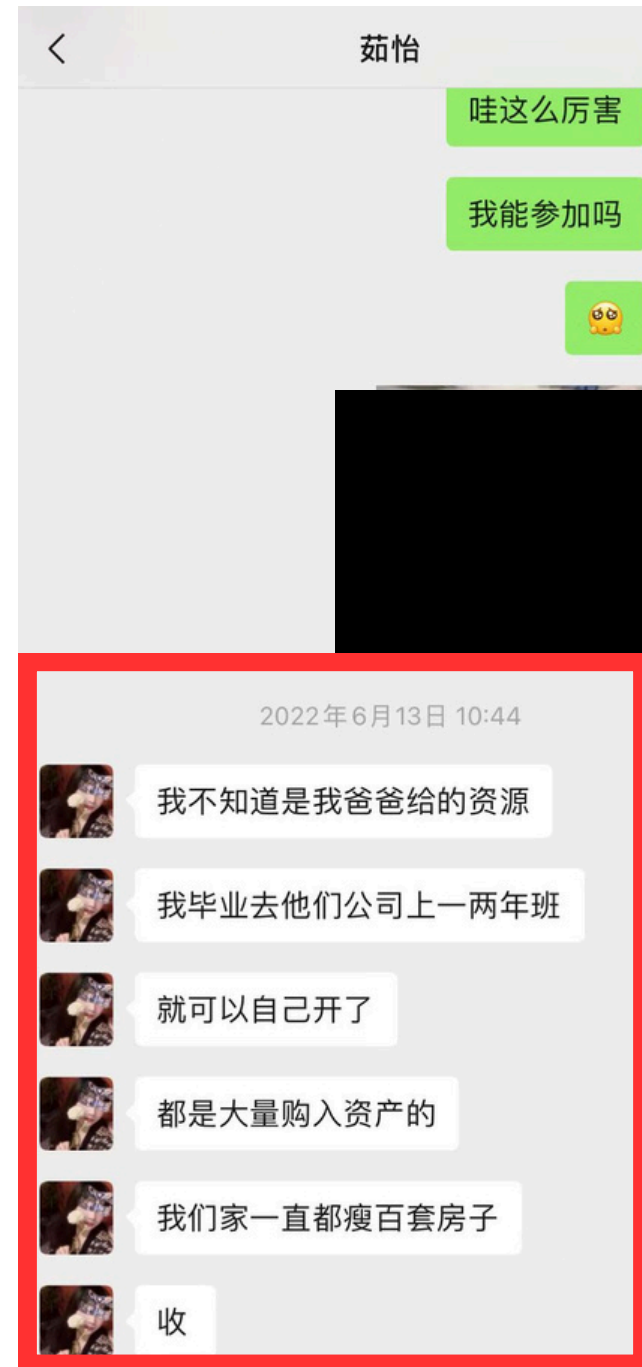 茹怡
哇这么厉害
我能参加吗
2022年6月13日 10:44
我不知道是我爸爸给的资源
我毕业去他们公司上一两年班
就可以自己开了
都是大量购入资产的
我们家一直都瘦百套房子
收